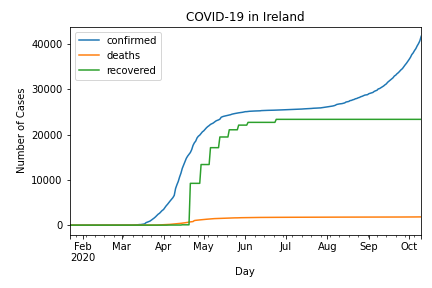 COVID-19 in Ireland
confirmed
deaths
recovered
Number of Cases
40000
30000
20000
10000
0
Feb Mar Apr May Jun Jul Aug Sep Oct
2020
Day